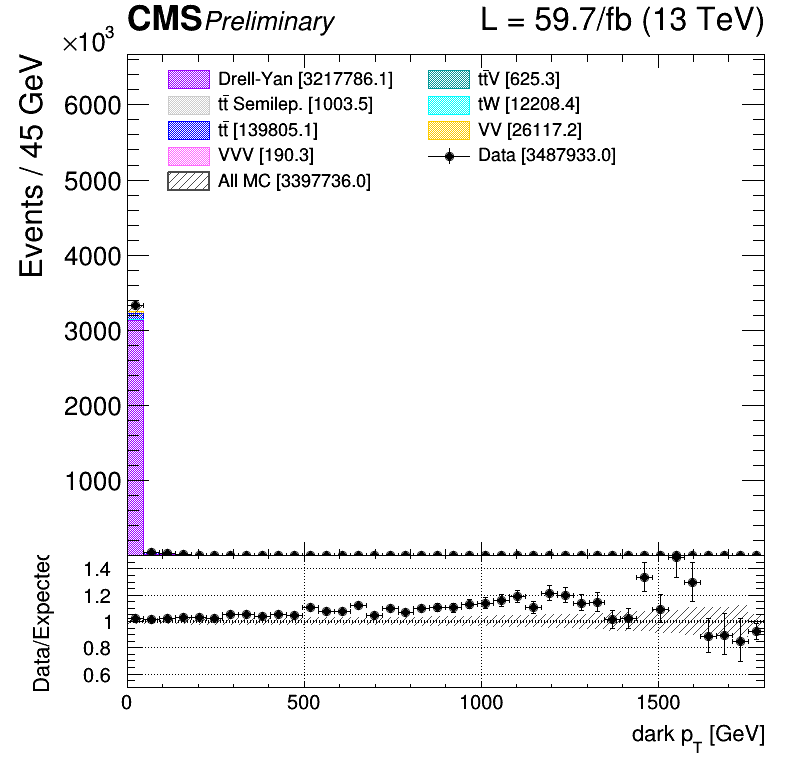 CMS Preliminary L = 59.7/fb (13 TeV)
×10³
Events / 45 GeV
Drell-Yan [3217786.1]
tt̄ Semilep. [1003.5]
tt̄ [139805.1]
VVV [190.3]
All MC [3397736.0]
tt̄V [625.3]
tW [12208.4]
VV [26117.2]
Data [3487933.0]
6000
5000
4000
3000
2000
1000
Data/Expected
1.4
1.2
1
0.8
0.6
0 500 1000 1500
dark p_T [GeV]